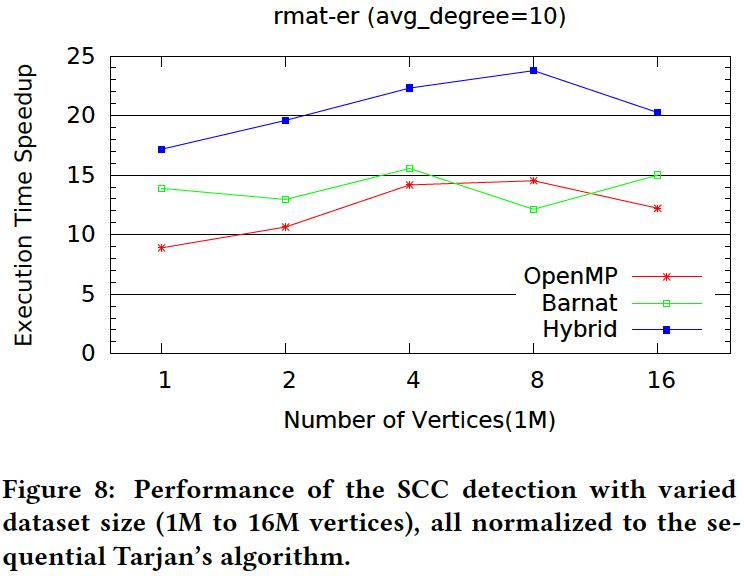 rmat-er (avg_degree=10)
Execution Time Speedup
25
20
15
10
5
0
OpenMP
Barnat
Hybrid
1 2 4 8 16
Number of Vertices(1M)
Figure 8: Performance of the SCC detection with varied
dataset size (1M to 16M vertices), all normalized to the se-
quential Tarjan's algorithm.